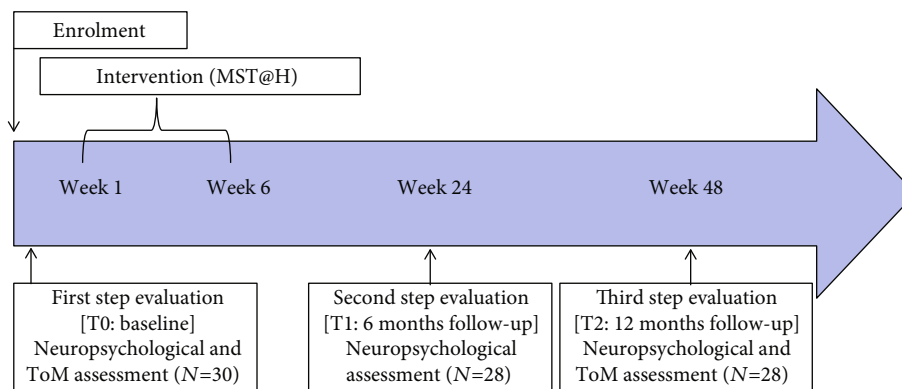 Enrolment
Intervention (MST@H)
Week 1
Week 6
Week 24
Week 48
First step evaluation
[T0: baseline]
Neuropsychological and
ToM assessment (N=30)
Second step evaluation
[T1: 6 months follow-up]
Neuropsychological
assessment (N=28)
Third step evaluation
[T2: 12 months follow-up]
Neuropsychological and
ToM assessment (N=28)